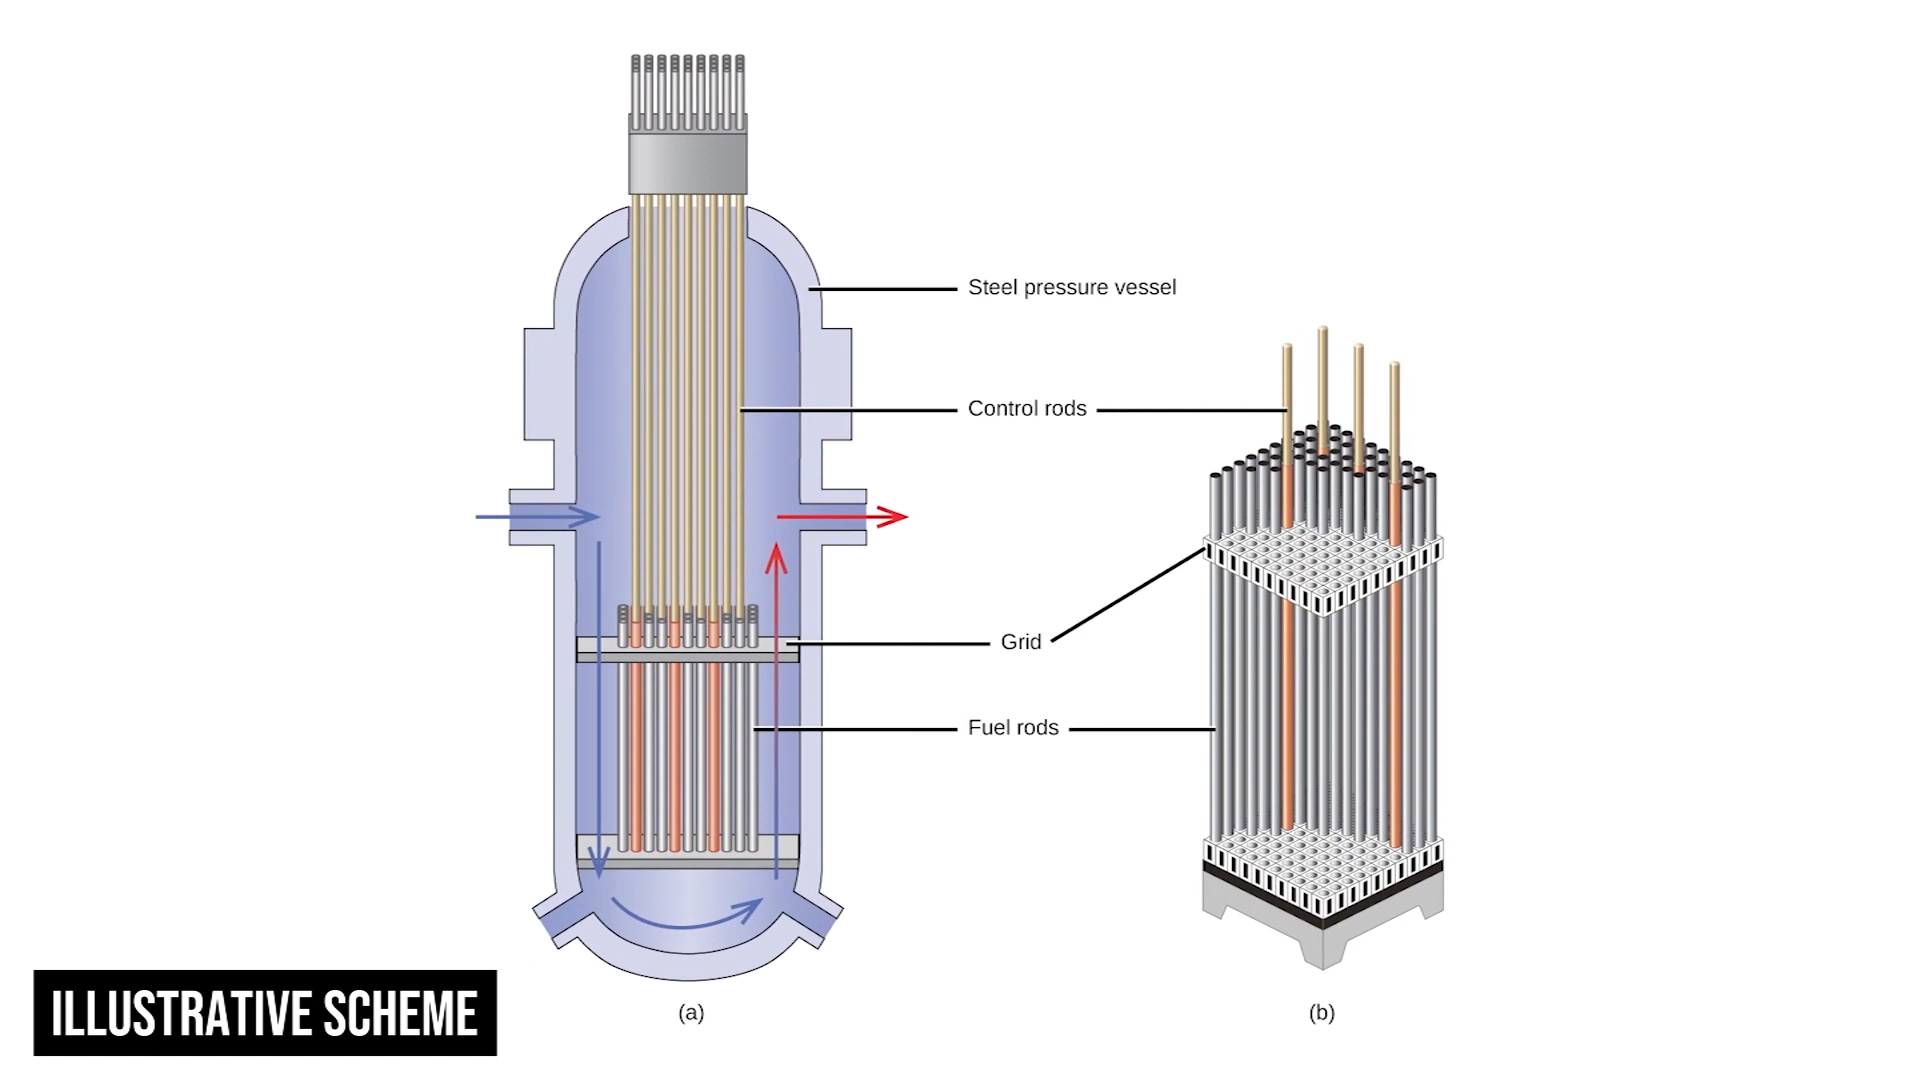 Steel pressure vessel
Control rods
Grid
Fuel rods
(a)
(b)
ILLUSTRATIVE SCHEME